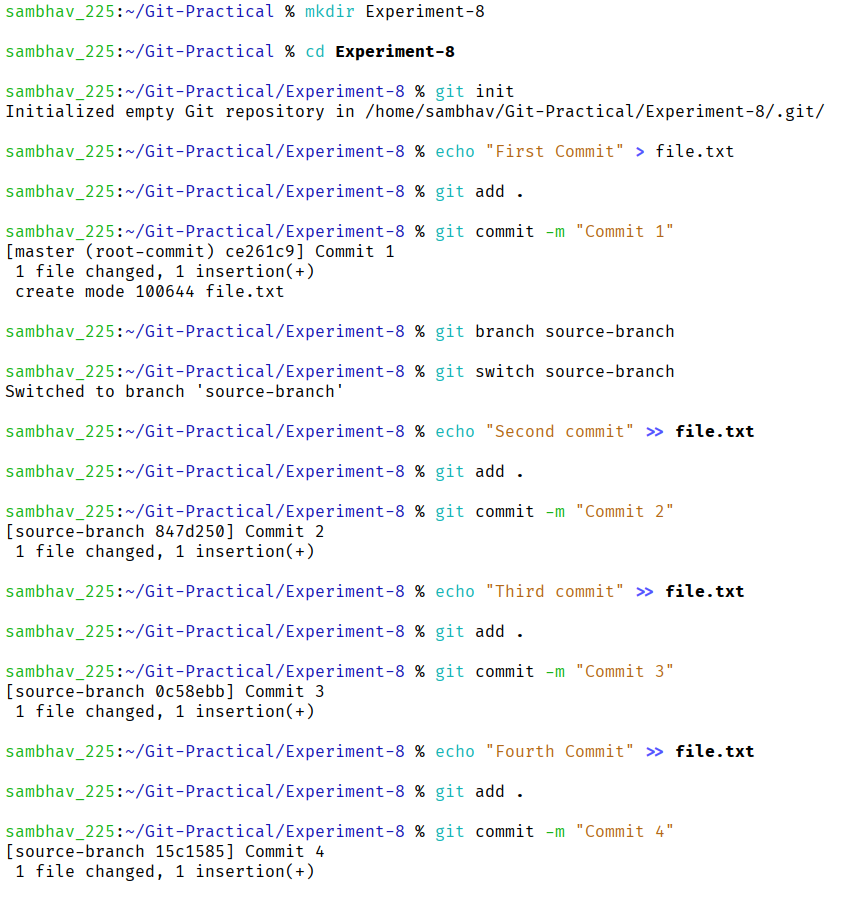 sambhav_225:~/Git-Practical % mkdir Experiment-8
sambhav_225:~/Git-Practical % cd Experiment-8
sambhav_225:~/Git-Practical/Experiment-8 % git init
Initialized empty Git repository in /home/sambhav/Git-Practical/Experiment-8/.git/
sambhav_225:~/Git-Practical/Experiment-8 % echo "First Commit" > file.txt
sambhav_225:~/Git-Practical/Experiment-8 % git add .
sambhav_225:~/Git-Practical/Experiment-8 % git commit -m "Commit 1"
[master (root-commit) ce261c9] Commit 1
 1 file changed, 1 insertion(+)
 create mode 100644 file.txt
sambhav_225:~/Git-Practical/Experiment-8 % git branch source-branch
sambhav_225:~/Git-Practical/Experiment-8 % git switch source-branch
Switched to branch 'source-branch'
sambhav_225:~/Git-Practical/Experiment-8 % echo "Second commit" >> file.txt
sambhav_225:~/Git-Practical/Experiment-8 % git add .
sambhav_225:~/Git-Practical/Experiment-8 % git commit -m "Commit 2"
[source-branch 847d250] Commit 2
 1 file changed, 1 insertion(+)
sambhav_225:~/Git-Practical/Experiment-8 % echo "Third commit" >> file.txt
sambhav_225:~/Git-Practical/Experiment-8 % git add .
sambhav_225:~/Git-Practical/Experiment-8 % git commit -m "Commit 3"
[source-branch 0c58ebb] Commit 3
 1 file changed, 1 insertion(+)
sambhav_225:~/Git-Practical/Experiment-8 % echo "Fourth Commit" >> file.txt
sambhav_225:~/Git-Practical/Experiment-8 % git add .
sambhav_225:~/Git-Practical/Experiment-8 % git commit -m "Commit 4"
[source-branch 15c1585] Commit 4
 1 file changed, 1 insertion(+)